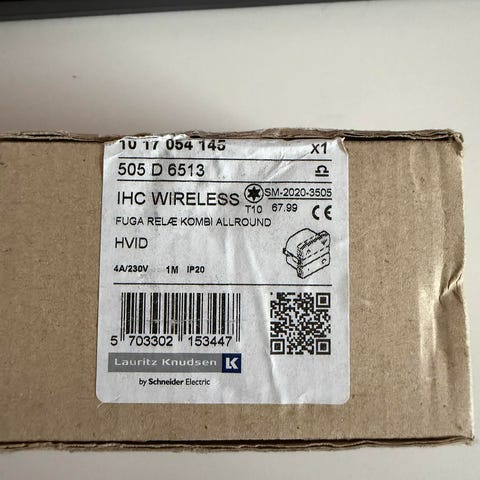 10 17 054 145 x1
505 D 6513
IHC WIRELESS T10 SM-2020-3505
67.99
FUGA RELÆ KOMBI ALLROUND CE
HVID
4A/230V 1M IP20
5 703302 153447
Lauritz Knudsen K
by Schneider Electric